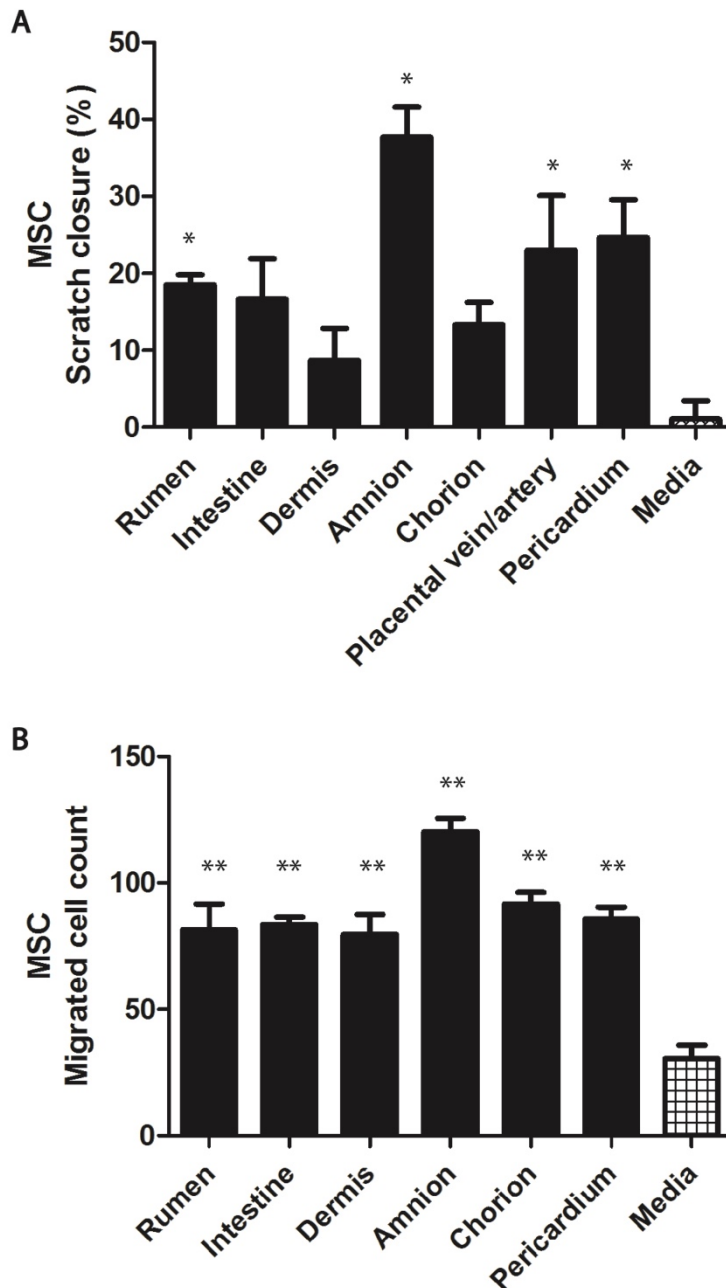 A
MSC
Scratch closure (%)
50
40
30
20
10
0
*
*
*
*
Rumen
Intestine
Dermis
Amnion
Chorion
Placental vein/artery
Pericardium
Media
B
MSC
Migrated cell count
150
100
50
0
**
**
**
**
**
**
Rumen
Intestine
Dermis
Amnion
Chorion
Pericardium
Media